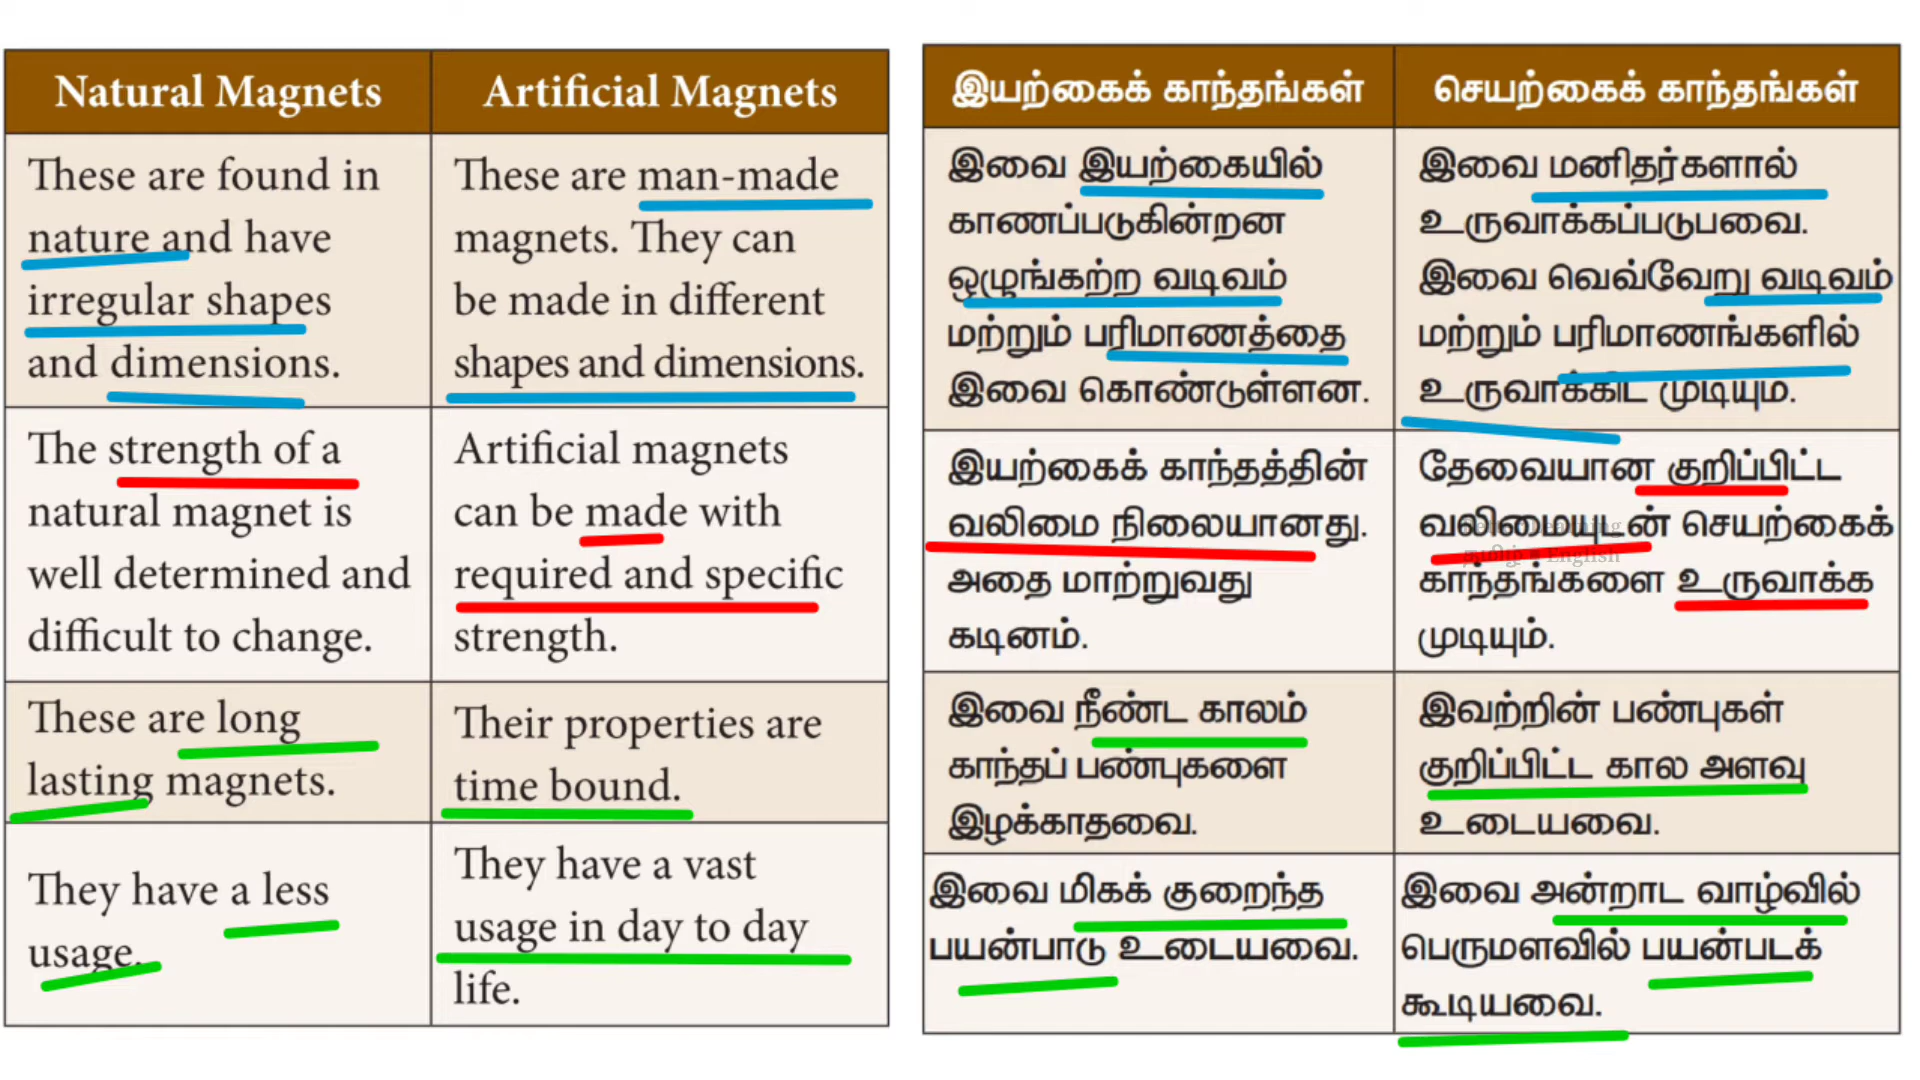 Natural Magnets
Artificial Magnets
These are found in
nature and have
irregular shapes
and dimensions.
These are man-made
magnets. They can
be made in different
shapes and dimensions.
The strength of a
natural magnet is
well determined and
difficult to change.
Artificial magnets
can be made with
required and specific
strength.
These are long
lasting magnets.
Their properties are
time bound.
They have a less
usage.
They have a vast
usage in day to day
life.
இயற்கைக் காந்தங்கள்
செயற்கைக் காந்தங்கள்
இவை இயற்கையில்
காணப்படுகின்றன
ஒழுங்கற்ற வடிவம்
மற்றும் பரிமாணத்தை
இவை கொண்டுள்ளன.
இவை மனிதர்களால்
உருவாக்கப்படுபவை.
இவை வெவ்வேறு வடிவம்
மற்றும் பரிமாணங்களில்
உருவாக்கிட முடியும்.
இயற்கைக் காந்தத்தின்
வலிமை நிலையானது.
அதை மாற்றுவது
கடினம்.
தேவையான குறிப்பிட்ட
வலிமையுடன் செயற்கைக்
காந்தங்களை உருவாக்க
முடியும்.
இவை நீண்ட காலம்
காந்தப் பண்புகளை
இழக்காதவை.
இவற்றின் பண்புகள்
குறிப்பிட்ட கால அளவு
உடையவை.
இவை மிகக் குறைந்த
பயன்பாடு உடையவை.
இவை அன்றாட வாழ்வில்
பெருமளவில் பயன்படக்
கூடியவை.